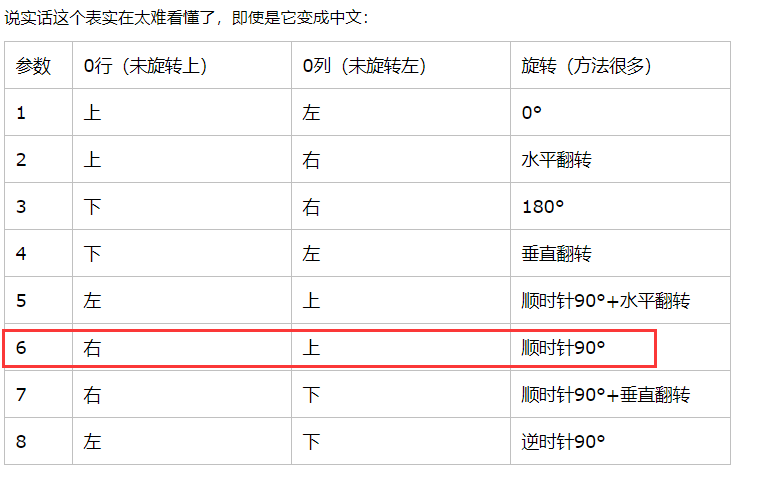 说实话这个表实在太难看懂了，即使是它变成中文：
参数 0行（未旋转上） 0列（未旋转左） 旋转（方法很多）
1 上 左 0°
2 上 右 水平翻转
3 下 右 180°
4 下 左 垂直翻转
5 左 上 顺时针90°+水平翻转
6 右 上 顺时针90°
7 右 下 顺时针90°+垂直翻转
8 左 下 逆时针90°